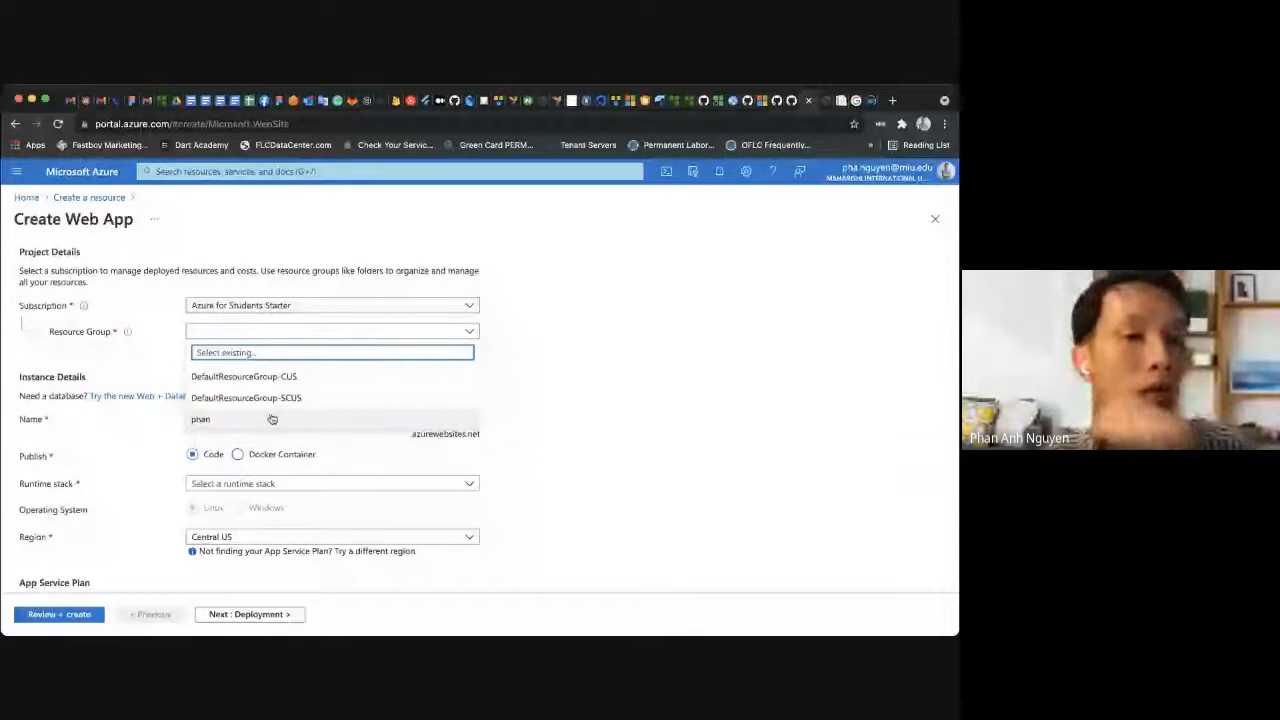 portal.azure.com/#create/Microsoft.WebSite
Apps Fastboy Marketing... Dart Academy FLCDataCenter.com Check Your Servic... Green Card PERM... Tenant Servers Permanent Labor... OFLC Frequently... » Reading List
Microsoft Azure Search resources, services, and docs (G+/) pha.nguyen@miu.edu
MAHARISHI INTERNATIONAL U...
Home > Create a resource >
Create Web App ...
Project Details
Select a subscription to manage deployed resources and costs. Use resource groups like folders to organize and manage
all your resources.
Subscription * Azure for Students Starter
Resource Group *
Select existing...
DefaultResourceGroup-CUS
Instance Details
Need a database? Try the new Web + Datab
DefaultResourceGroup-SCUS
Name * phan
.azurewebsites.net
Publish * Code Docker Container
Runtime stack * Select a runtime stack
Operating System Linux Windows
Region * Central US
Not finding your App Service Plan? Try a different region.
App Service Plan
Review + create < Previous Next : Deployment >
Phan Anh Nguyen